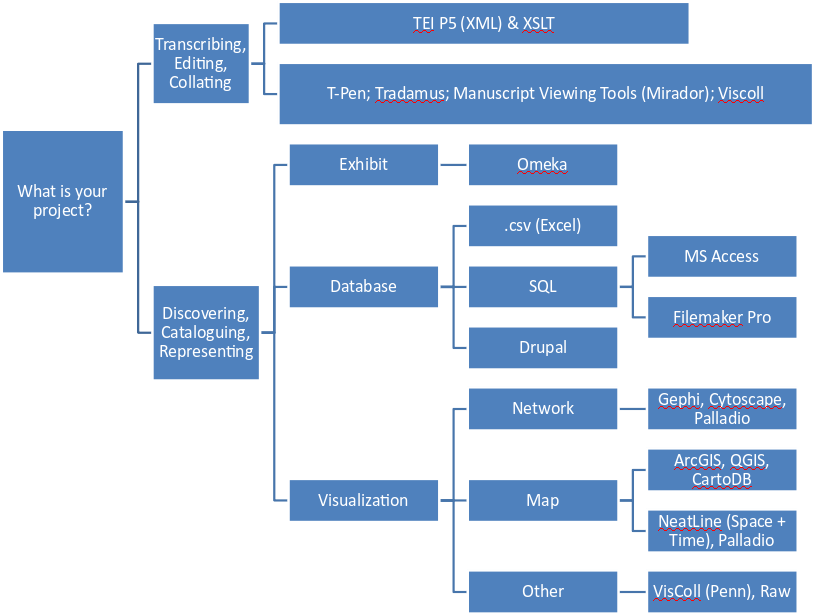 What is your
project?
Transcribing,
Editing,
Collating
TEI P5 (XML) & XSLT
T-Pen; Tradamus; Manuscript Viewing Tools (Mirador); Viscoll
Discovering,
Cataloguing,
Representing
Exhibit
Omeka
Database
.csv (Excel)
SQL
MS Access
Filemaker Pro
Drupal
Visualization
Network
Gephi, Cytoscape,
Palladio
Map
ArcGIS, QGIS,
CartoDB
NeatLine (Space +
Time), Palladio
Other
VisColl (Penn), Raw